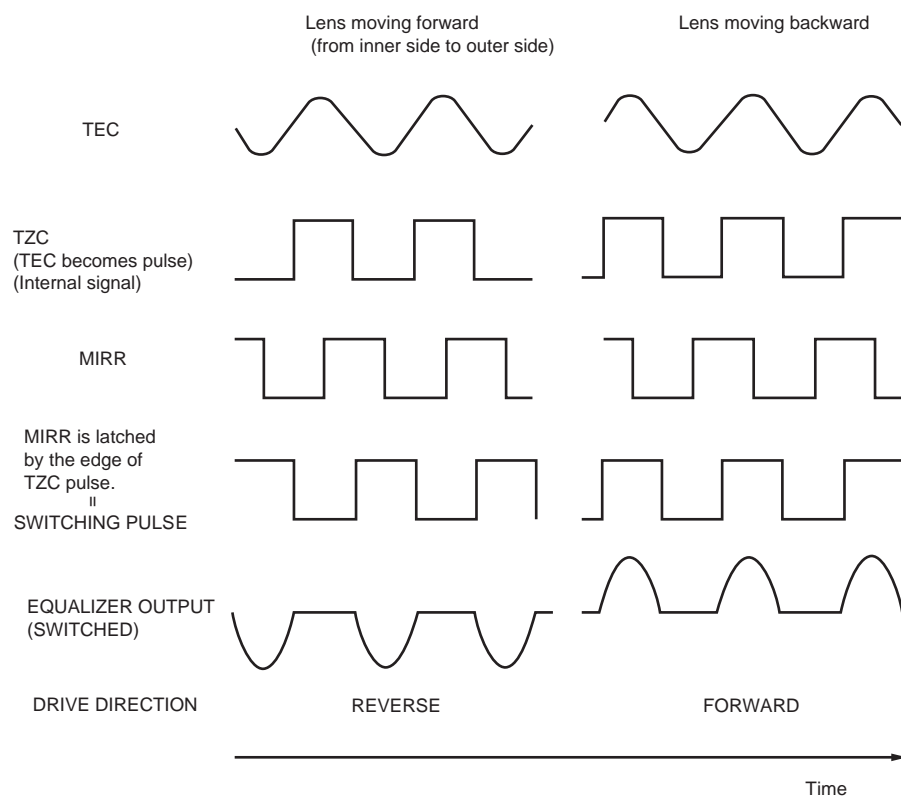 Lens moving forward
(from inner side to outer side)
Lens moving backward
TEC
TZC
(TEC becomes pulse)
(Internal signal)
MIRR
MIRR is latched
by the edge of
TZC pulse.
=
SWITCHING PULSE
EQUALIZER OUTPUT
(SWITCHED)
DRIVE DIRECTION
REVERSE
FORWARD
Time